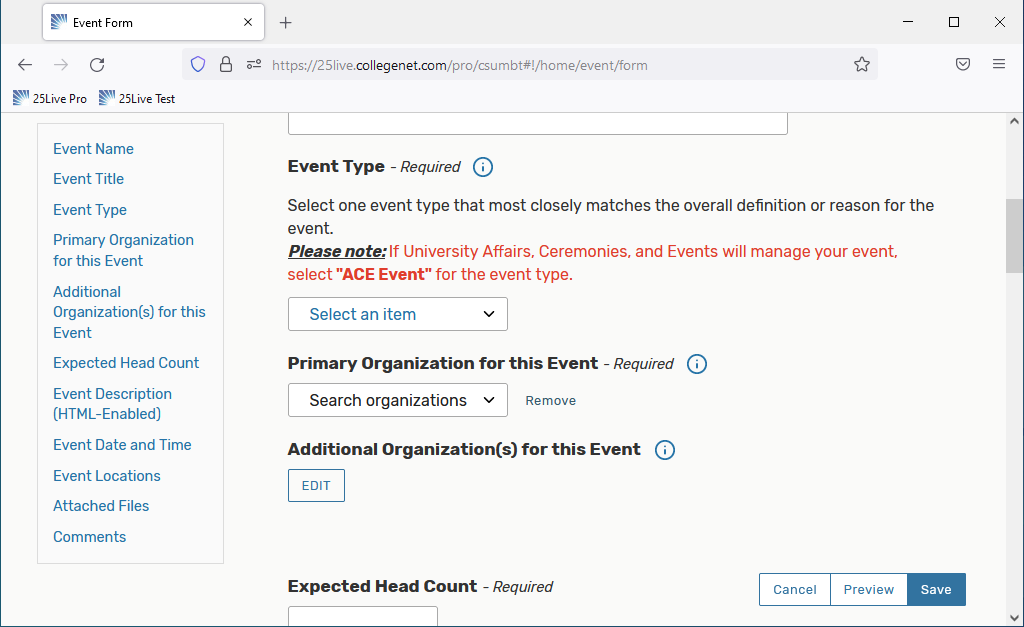 Event Form
https://25live.collegenet.com/pro/csumbt#!/home/event/form
25Live Pro 25Live Test
Event Name
Event Title
Event Type
Primary Organization
for this Event
Additional
Organization(s) for this
Event
Expected Head Count
Event Description
(HTML-Enabled)
Event Date and Time
Event Locations
Attached Files
Comments
Event Type - Required
Select one event type that most closely matches the overall definition or reason for the
event.
Please note: If University Affairs, Ceremonies, and Events will manage your event,
select "ACE Event" for the event type.
Select an item
Primary Organization for this Event - Required
Search organizations Remove
Additional Organization(s) for this Event
EDIT
Expected Head Count - Required
Cancel Preview Save